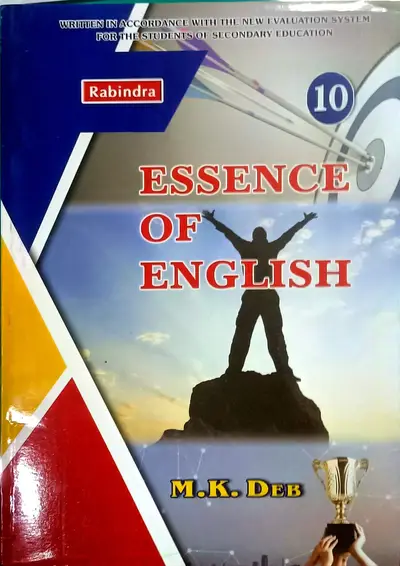 WRITTEN IN ACCORDANCE WITH THE NEW EVALUATION SYSTEM
FOR THE STUDENTS OF SECONDARY EDUCATION
Rabindra
10
ESSENCE
OF
ENGLISH
M.K. DEB